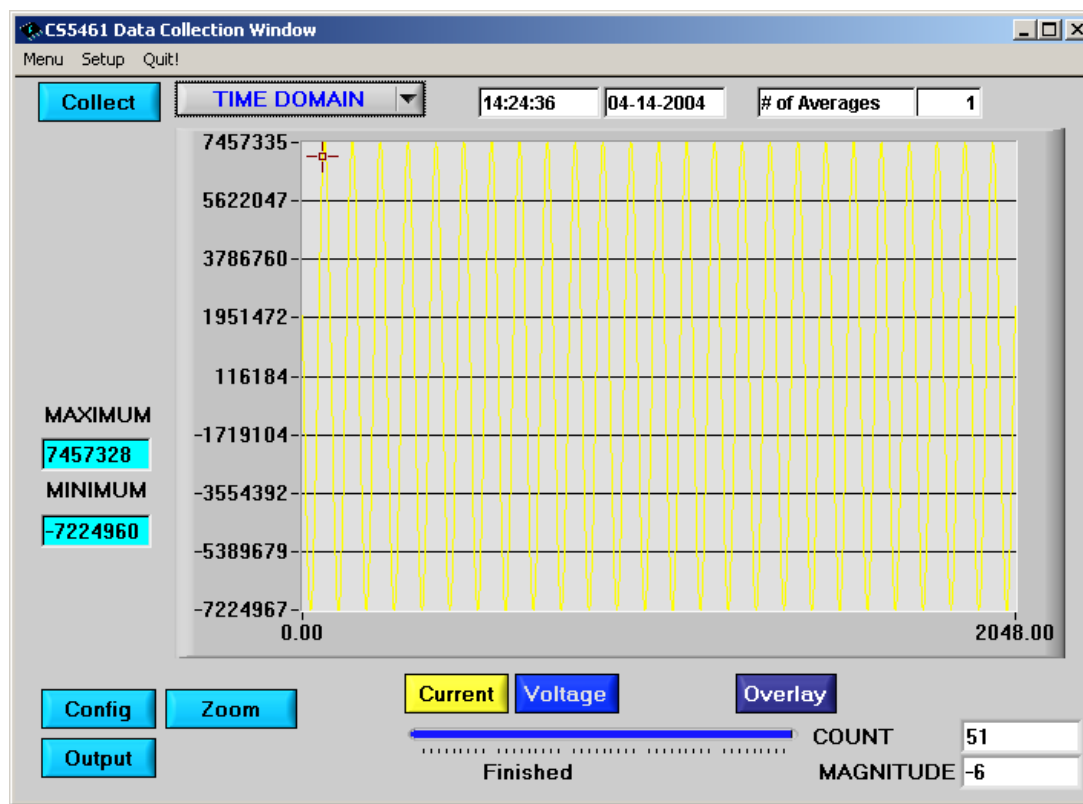 CS5461 Data Collection Window
Menu Setup Quit!
Collect TIME DOMAIN 14:24:36 04-14-2004 # of Averages 1
7457335
5622047
3786760
1951472
116184
-1719104
-3554392
-5389679
-7224967
0.00 2048.00
MAXIMUM
7457328
MINIMUM
-7224960
Config Zoom
Output
Current Voltage Overlay
Finished
COUNT 51
MAGNITUDE -6